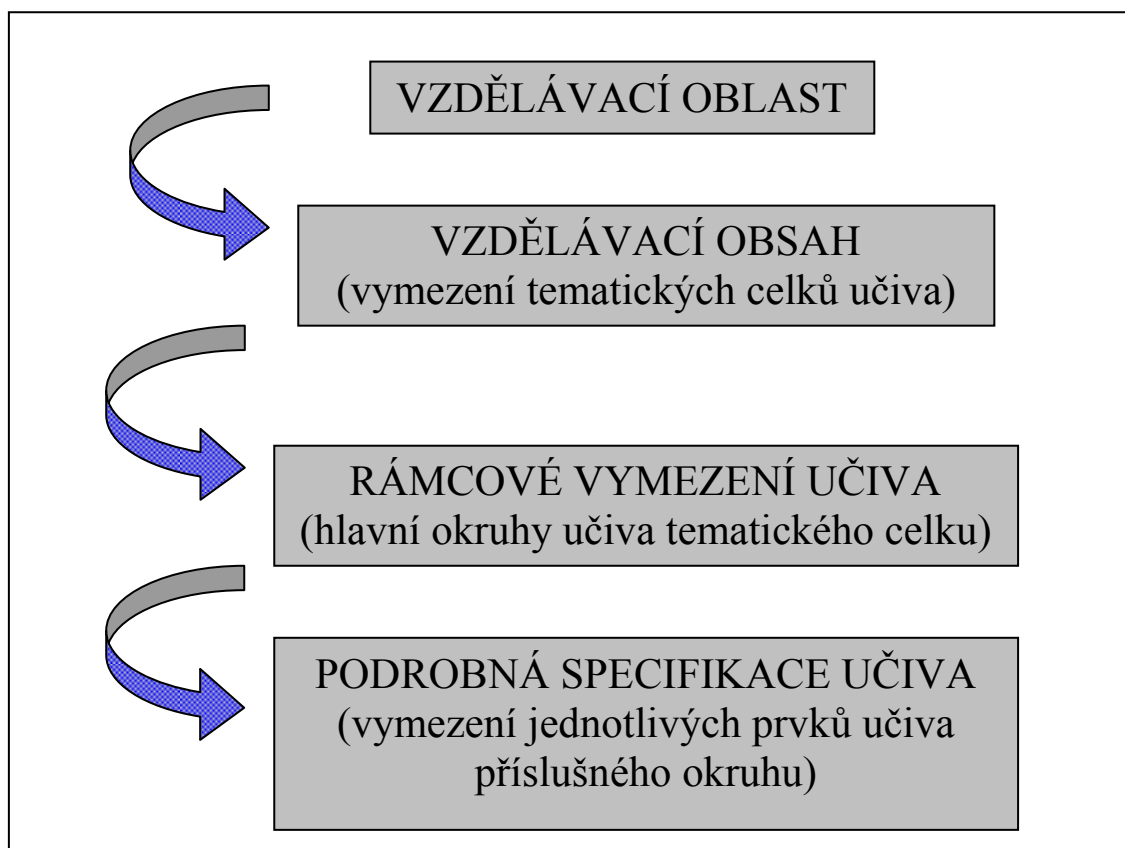 VZDĚLÁVACÍ OBLAST
VZDĚLÁVACÍ OBSAH
(vymezení tematických celků učiva)
RÁMCOVÉ VYMEZENÍ UČIVA
(hlavní okruhy učiva tematického celku)
PODROBNÁ SPECIFIKACE UČIVA
(vymezení jednotlivých prvků učiva
příslušného okruhu)